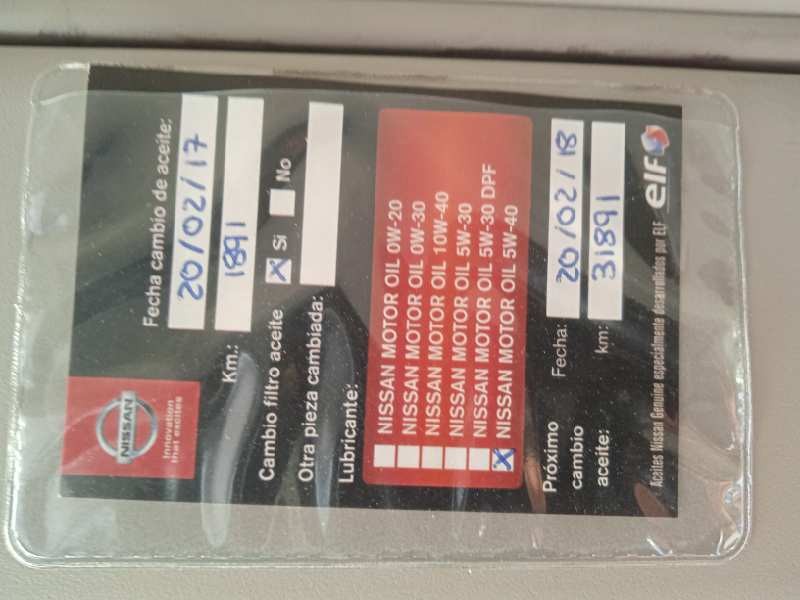 NISSAN
Innovation
that excites
Fecha cambio de aceite:
20/02/17
Km.: 1891
Cambio filtro aceite X Si No
Otra pieza cambiada:
Lubricante:
NISSAN MOTOR OIL 0W-20
NISSAN MOTOR OIL 0W-30
NISSAN MOTOR OIL 10W-40
NISSAN MOTOR OIL 5W-30
NISSAN MOTOR OIL 5W-30 DPF
X NISSAN MOTOR OIL 5W-40
Próximo cambio aceite:
Fecha: 20/02/18
km: 31891
Aceites Nissan Genuine especialmente desarrollados por ELF
elf